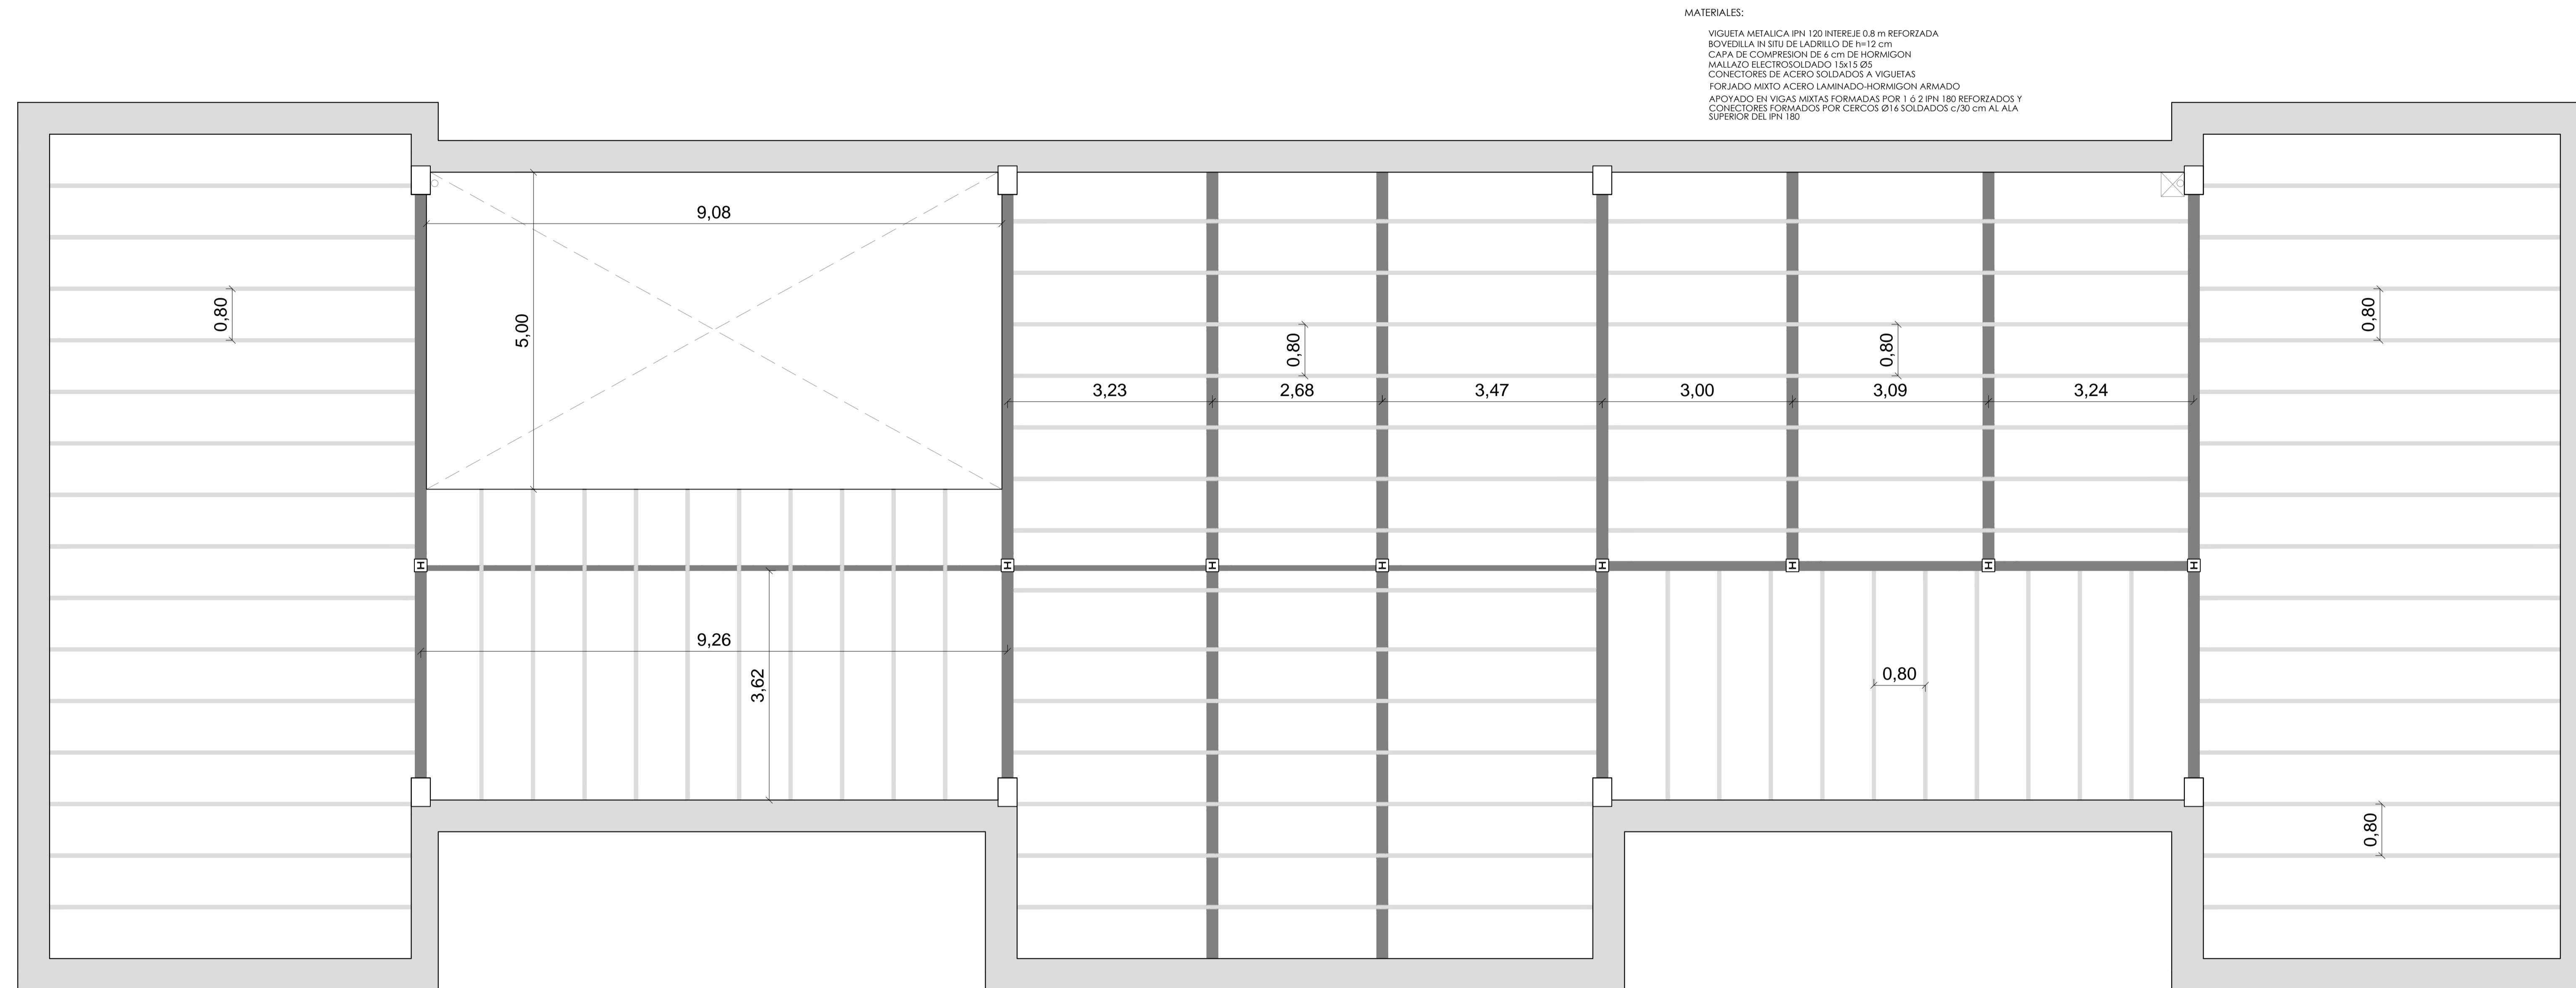 MATERIALES:
VIGUETA METALICA IPN 120 INTEREJE 0.8 m REFORZADA
BOVEDILLA IN SITU DE LADRILLO DE h=12 cm
CAPA DE COMPRESION DE 6 cm DE HORMIGON
MALLAZO ELECTROSOLDADO 15x15 Ø5
CONECTORES DE ACERO SOLDADOS A VIGUETAS
FORJADO MIXTO ACERO LAMINADO-HORMIGON ARMADO
APOYADO EN VIGAS MIXTAS FORMADAS POR 1 ó 2 IPN 180 REFORZADOS Y
CONECTORES FORMADOS POR CERCOS Ø16 SOLDADOS c/30 cm AL ALA
SUPERIOR DEL IPN 180
9,08
0,80
5,00
0,80
0,80
0,80
3,23
2,68
3,47
3,00
3,09
3,24
9,26
3,62
0,80
0,80